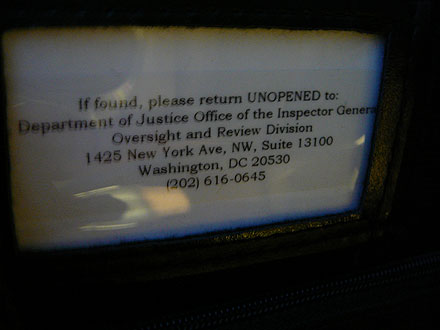 If found, please return UNOPENED to:
Department of Justice Office of the Inspector Genera
Oversight and Review Division
1425 New York Ave, NW, Suite 13100
Washington, DC 20530
(202) 616-0645